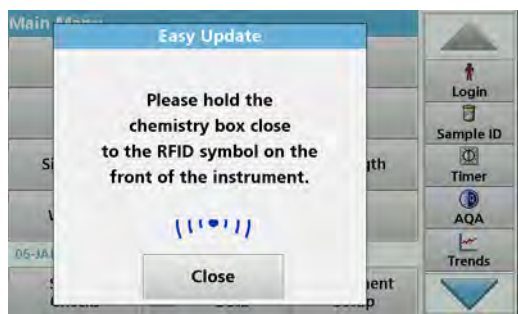 Main Menu
Easy Update
Please hold the
chemistry box close
to the RFID symbol on the
front of the instrument.
Close
Login
Sample ID
Timer
AQA
Trends